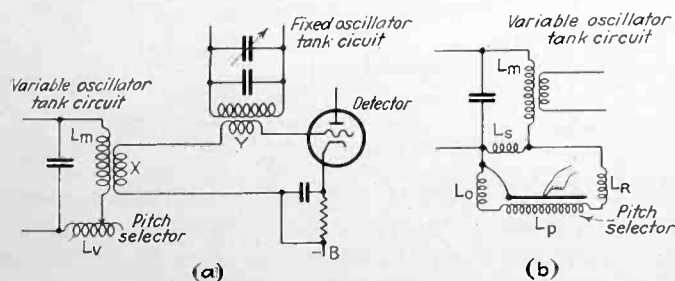 Fixed oscillator
tank circuit
Variable oscillator
tank circuit
Detector
Lm
X
Y
Pitch
selector
Lv
-B
(a)
Variable oscillator
tank circuit
Lm
Ls
Lo
LR
Lp
Pitch
selector
(b)